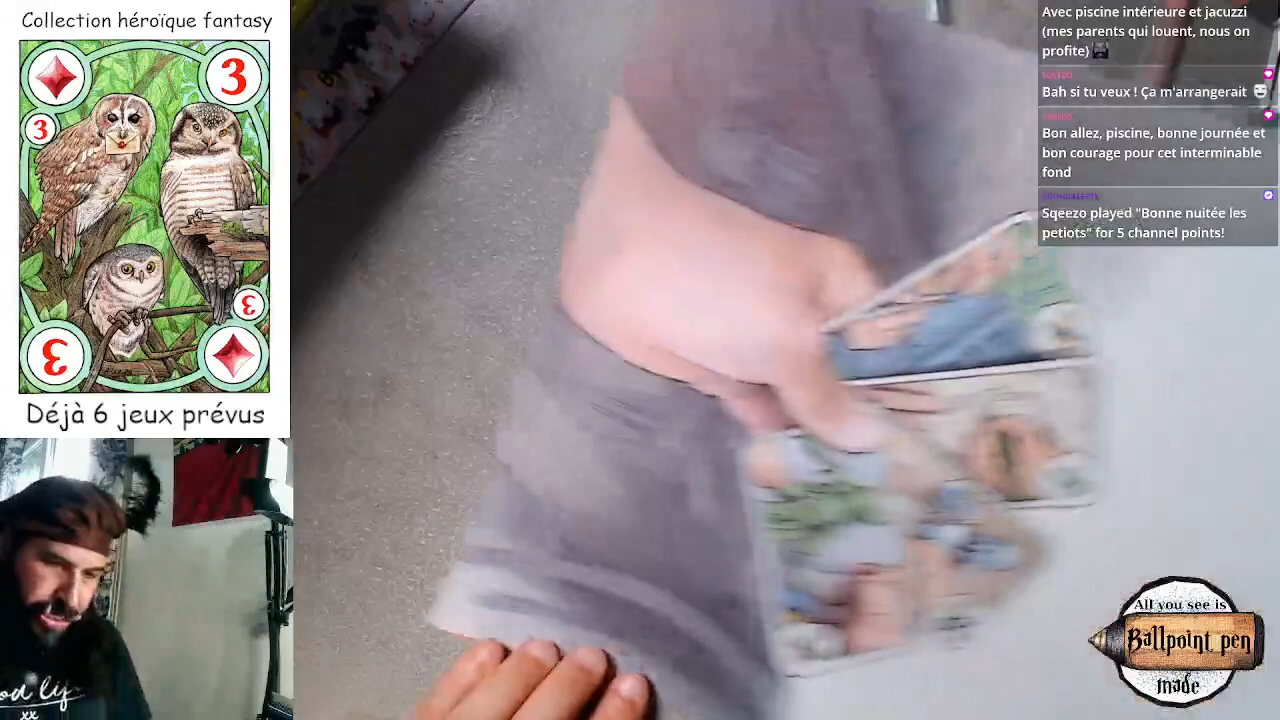 Collection héroïque fantasy
3
3
3
3
Déjà 6 jeux prévus
Avec piscine intérieure et jacuzzi
(mes parents qui louent, nous on
profite)
Bah si tu veux ! Ça m'arrangerait
Bon allez, piscine, bonne journée et
bon courage pour cet interminable
fond
Sqeezo played "Bonne nuitée les
petiots" for 5 channel points!
All you see is
Ballpoint pen
made
xx